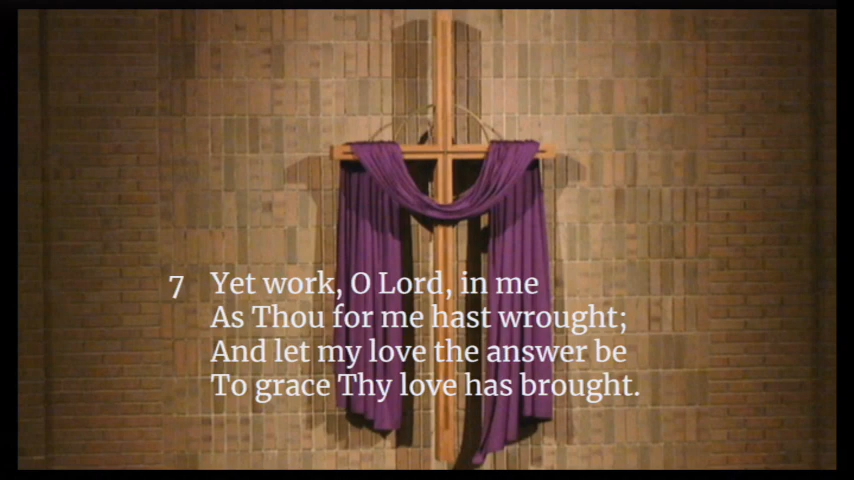 7 Yet work, O Lord, in me
As Thou for me hast wrought;
And let my love the answer be
To grace Thy love has brought.